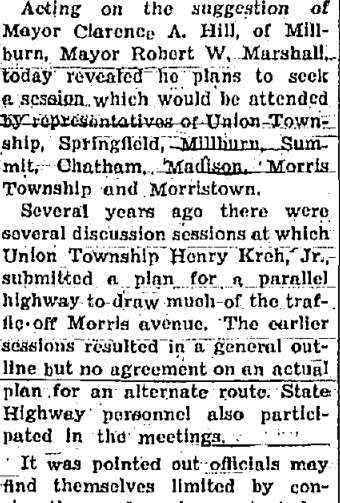 Acting on the suggestion of
Mayor Clarence A. Hill, of Mill-
burn, Mayor Robert W. Marshall,
today revealed he plans to seek
a session which would be attended
by representatives of Union Town-
ship, Springfield, Millburn, Sum-
mit, Chatham, Madison, Morris
Township and Morristown.
Several years ago there were
several discussion sessions at which
Union Township Henry Kreh, Jr.,
submitted a plan for a parallel
highway to draw much of the traf-
fic off Morris avenue. The earlier
sessions resulted in a general out-
line but no agreement on an actual
plan for an alternate route. State
Highway personnel also partici-
pated in the meetings.
It was pointed out officials may
find themselves limited by con-